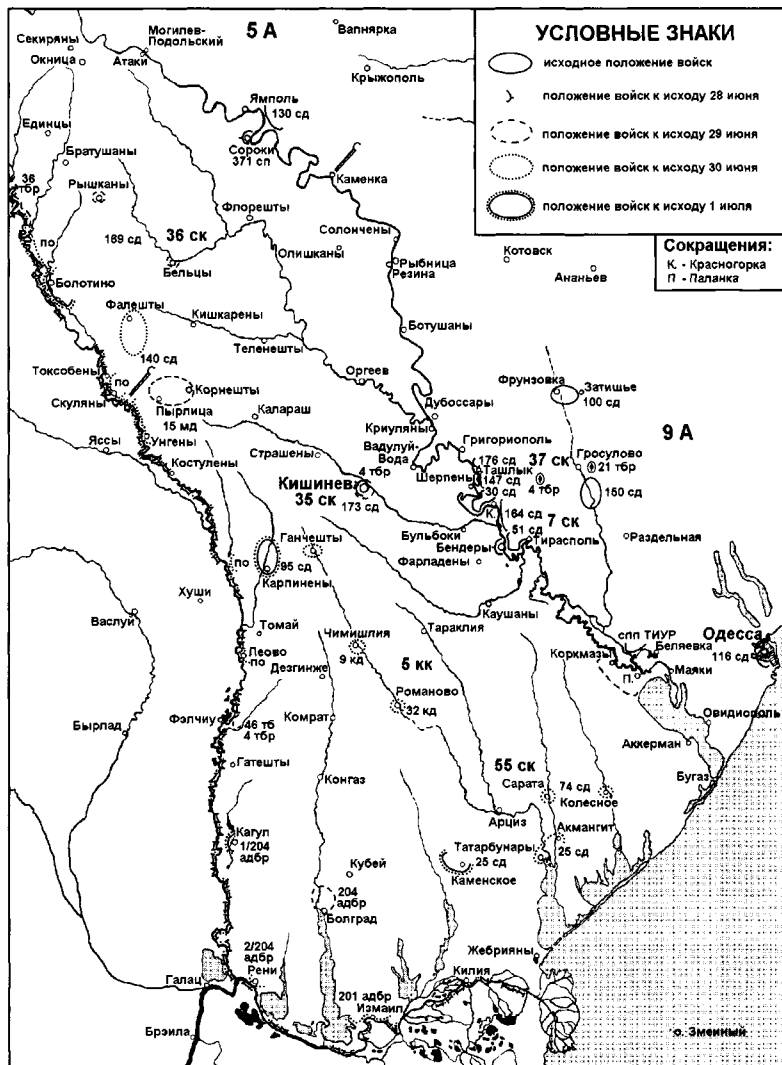 5 А
Вапнярка
Могилев-
Подольский
Секиряны
Окница
Атаки
Крыжополь
УСЛОВНЫЕ ЗНАКИ
исходное положение войск
положение войск к исходу 28 июня
положение войск к исходу 29 июня
положение войск к исходу 30 июня
положение войск к исходу 1 июля
Сокращения:
К. - Красногорка
П - Паланка
Ямполь
130 сд
Единцы
Сороки
371 сп
Братушаны
Каменка
36
тбр
Рышканы
Флорешты
по
169 сд
36 ск
Солончены
Олишканы
Бельцы
Рыбница
Резина
Котовск
Ананьев
Болотино
Фалешты
Кишкарены
Ботушаны
Теленешты
140 сд
Токсобены
по
Оргеев
Корнешты
Фрунзовка
Затишье
100 сд
Скуляны
Пырлица
15 мд
Калараш
Дубоссары
Криуляны
9 А
Яссы
Унгены
Страшены
Вадулуй-
Вода
Григориополь
Гросулово
21 тбр
Костулены
4 тбр
176 сд
Ташлык
37 ск
Шерпены
147 сд
30 сд
4 тбр
150 сд
Кишинев
35 ск
173 сд
К.
164 сд
7 ск
51 сд
Ганчешты
Бульбоки
Бендеры
Тирасполь
Раздельная
по
95 сд
Карпинены
Фарладены
Хуши
Каушаны
Васлуй
Томай
Чимишлия
Тараклия
спп ТИУР
Одесса
Леово
по
9 кд
5 кк
Коркмазы
Беляевка
116 сд
Дезгинже
П.
Маяки
Романово
32 кд
Фэлчиу
46 тб
4 тбр
Комрат
Овидиополь
Бырлад
Аккерман
Гатешты
55 ск
Конгаз
Сарата
74 сд
Бугаз
Колесное
Арциз
Кагул
1/204
адбр
Акмангит
Татарбунары
25 сд
25 сд
Кубей
Каменское
204
адбр
Болград
2/204
адбр
Жебрияны
Рени
Галац
Килия
201 адбр
Измаил
Брэила
о. Змеиный